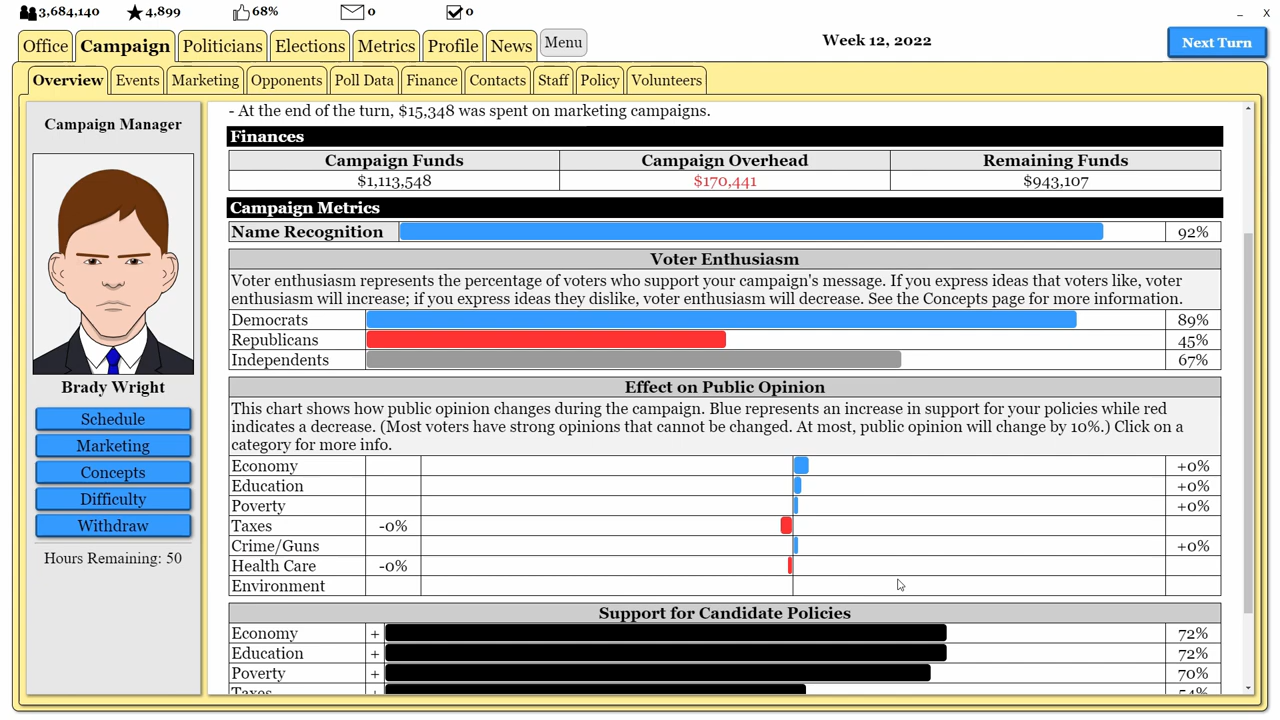 3,684,140 4,899 68% 0 0
_ X
Office Campaign Politicians Elections Metrics Profile News Menu Week 12, 2022 Next Turn
Overview Events Marketing Opponents Poll Data Finance Contacts Staff Policy Volunteers
Campaign Manager
Brady Wright
Schedule
Marketing
Concepts
Difficulty
Withdraw
Hours Remaining: 50
- At the end of the turn, $15,348 was spent on marketing campaigns.
Finances
Campaign Funds Campaign Overhead Remaining Funds
$1,113,548 $170,441 $943,107
Campaign Metrics
Name Recognition 92%
Voter Enthusiasm
Voter enthusiasm represents the percentage of voters who support your campaign's message. If you express ideas that voters like, voter
enthusiasm will increase; if you express ideas they dislike, voter enthusiasm will decrease. See the Concepts page for more information.
Democrats 89%
Republicans 45%
Independents 67%
Effect on Public Opinion
This chart shows how public opinion changes during the campaign. Blue represents an increase in support for your policies while red
indicates a decrease. (Most voters have strong opinions that cannot be changed. At most, public opinion will change by 10%.) Click on a
category for more info.
Economy +0%
Education +0%
Poverty +0%
Taxes -0%
Crime/Guns +0%
Health Care -0%
Environment
Support for Candidate Policies
Economy + 72%
Education + 72%
Poverty + 70%
Taxes + 54%